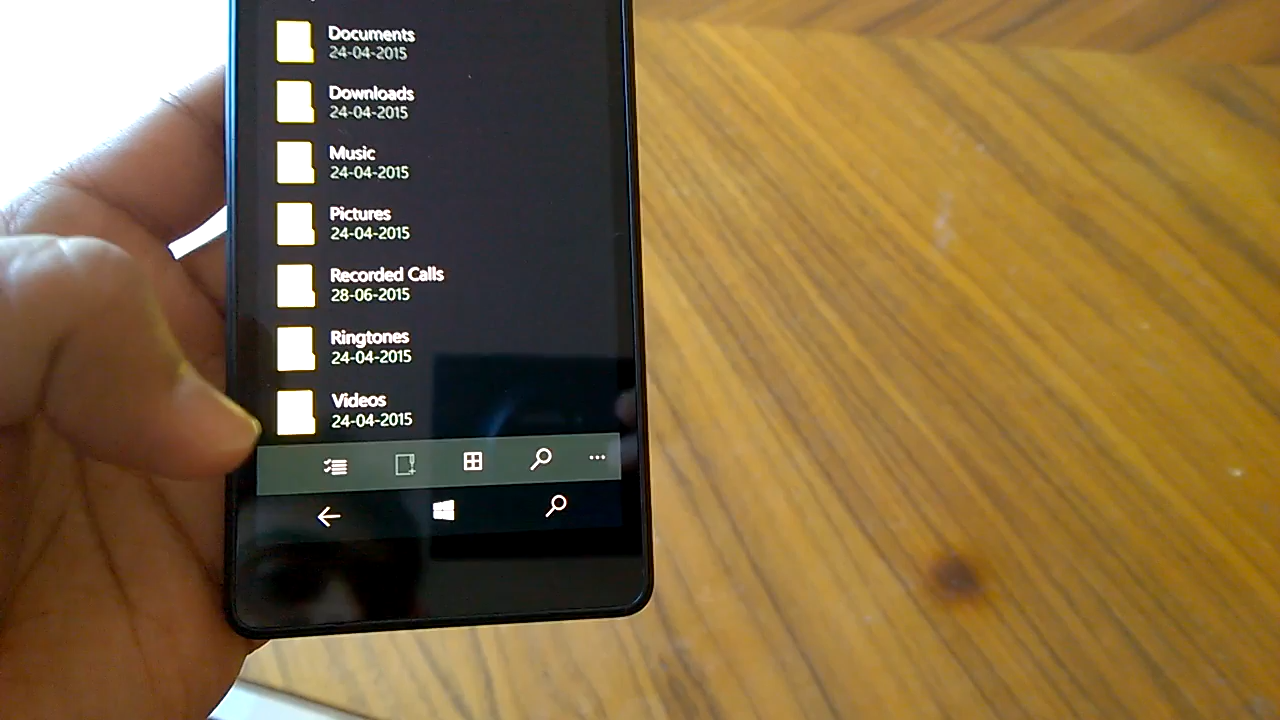 Documents
24-04-2015
Downloads
24-04-2015
Music
24-04-2015
Pictures
24-04-2015
Recorded Calls
28-06-2015
Ringtones
24-04-2015
Videos
24-04-2015